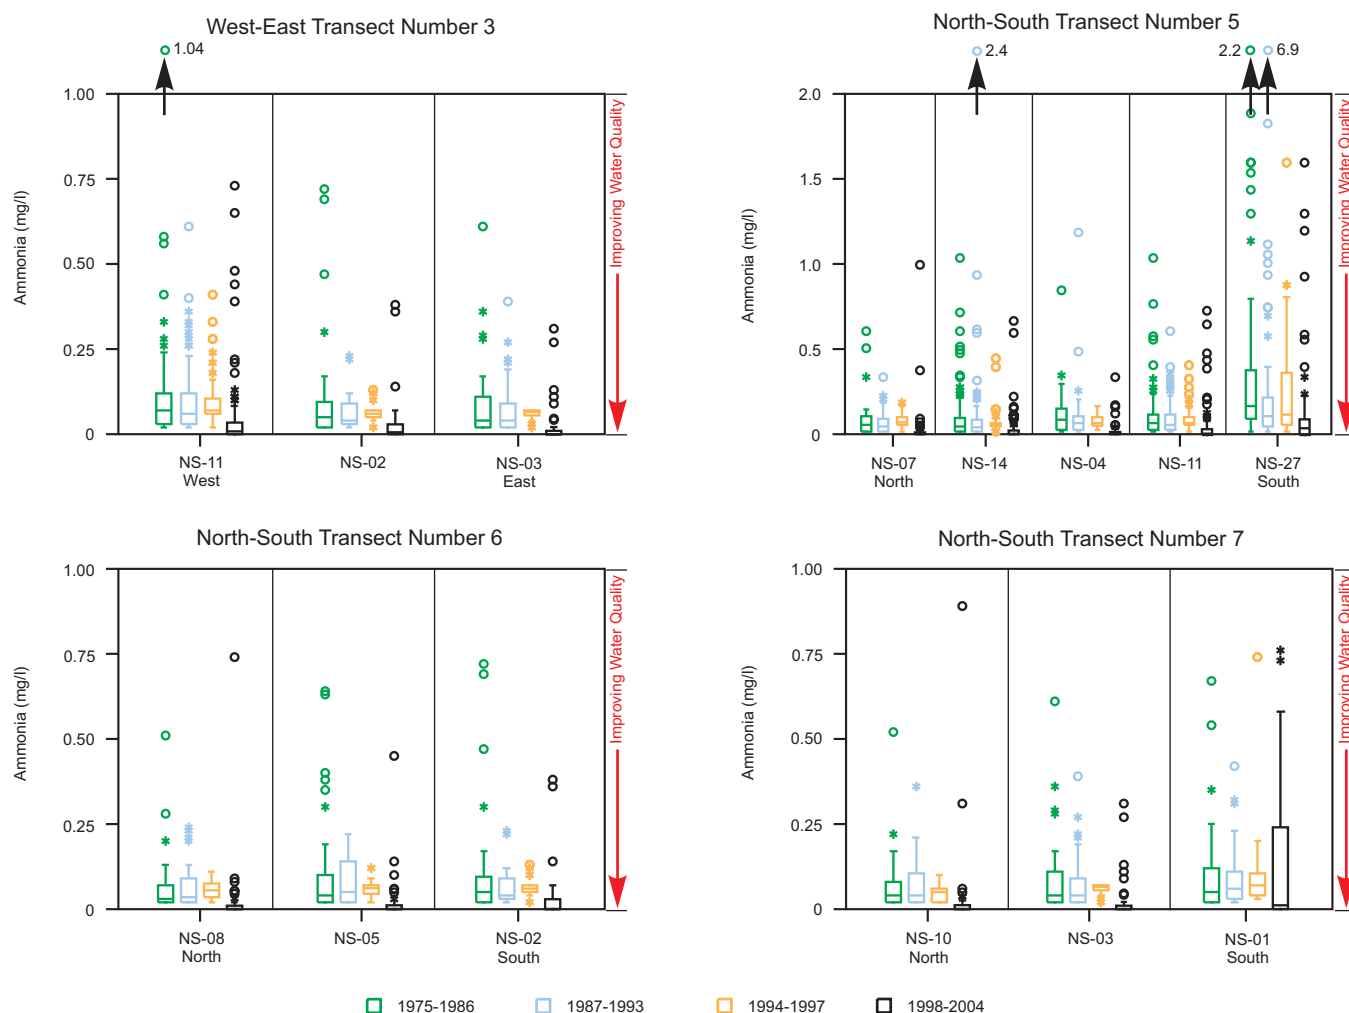 West-East Transect Number 3
1.04
1.00
0.75
0.50
0.25
0
Ammonia (mg/l)
Improving Water Quality
NS-11
West
NS-02
NS-03
East
North-South Transect Number 5
2.4
2.2
6.9
2.0
1.5
1.0
0.5
0
Ammonia (mg/l)
Improving Water Quality
NS-07
North
NS-14
NS-04
NS-11
NS-27
South
North-South Transect Number 6
1.00
0.75
0.50
0.25
0
Ammonia (mg/l)
Improving Water Quality
NS-08
North
NS-05
NS-02
South
North-South Transect Number 7
1.00
0.75
0.50
0.25
0
Ammonia (mg/l)
Improving Water Quality
NS-10
North
NS-03
NS-01
South
1975-1986 1987-1993 1994-1997 1998-2004